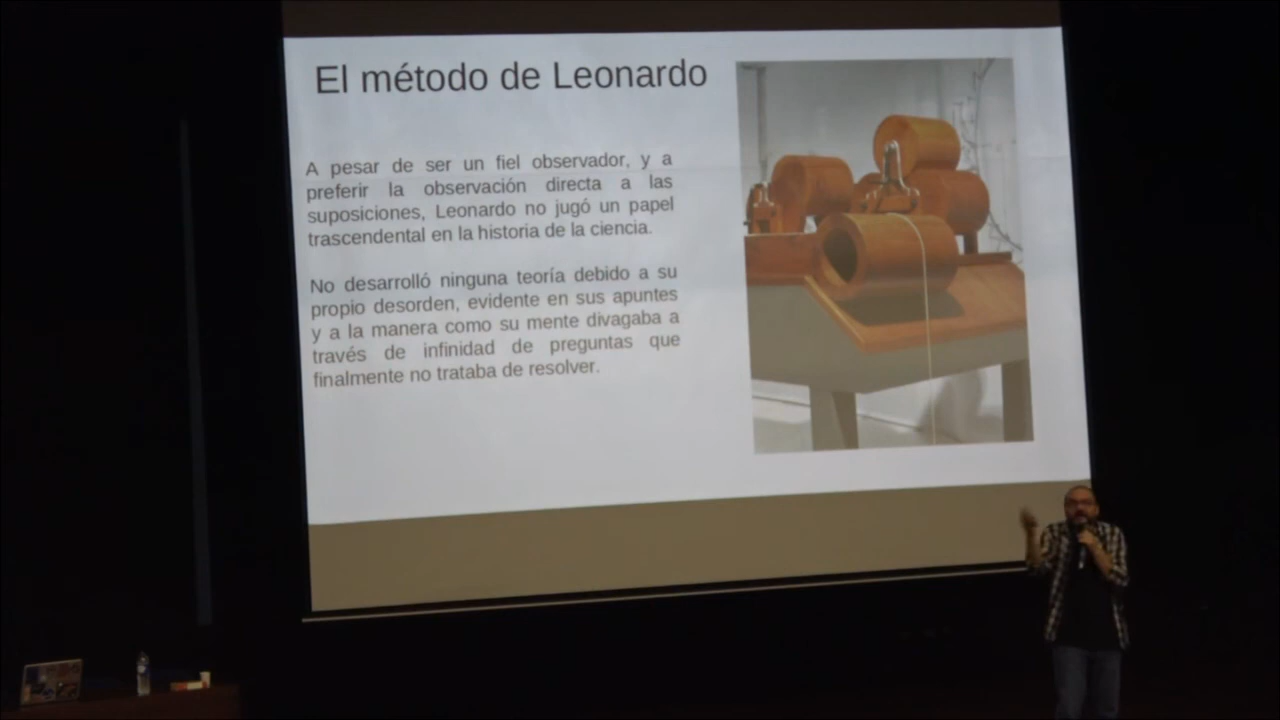 El método de Leonardo
A pesar de ser un fiel observador, y a
preferir la observación directa a las
suposiciones, Leonardo no jugó un papel
trascendental en la historia de la ciencia.
No desarrolló ninguna teoría debido a su
propio desorden, evidente en sus apuntes
y a la manera como su mente divagaba a
través de infinidad de preguntas que
finalmente no trataba de resolver.